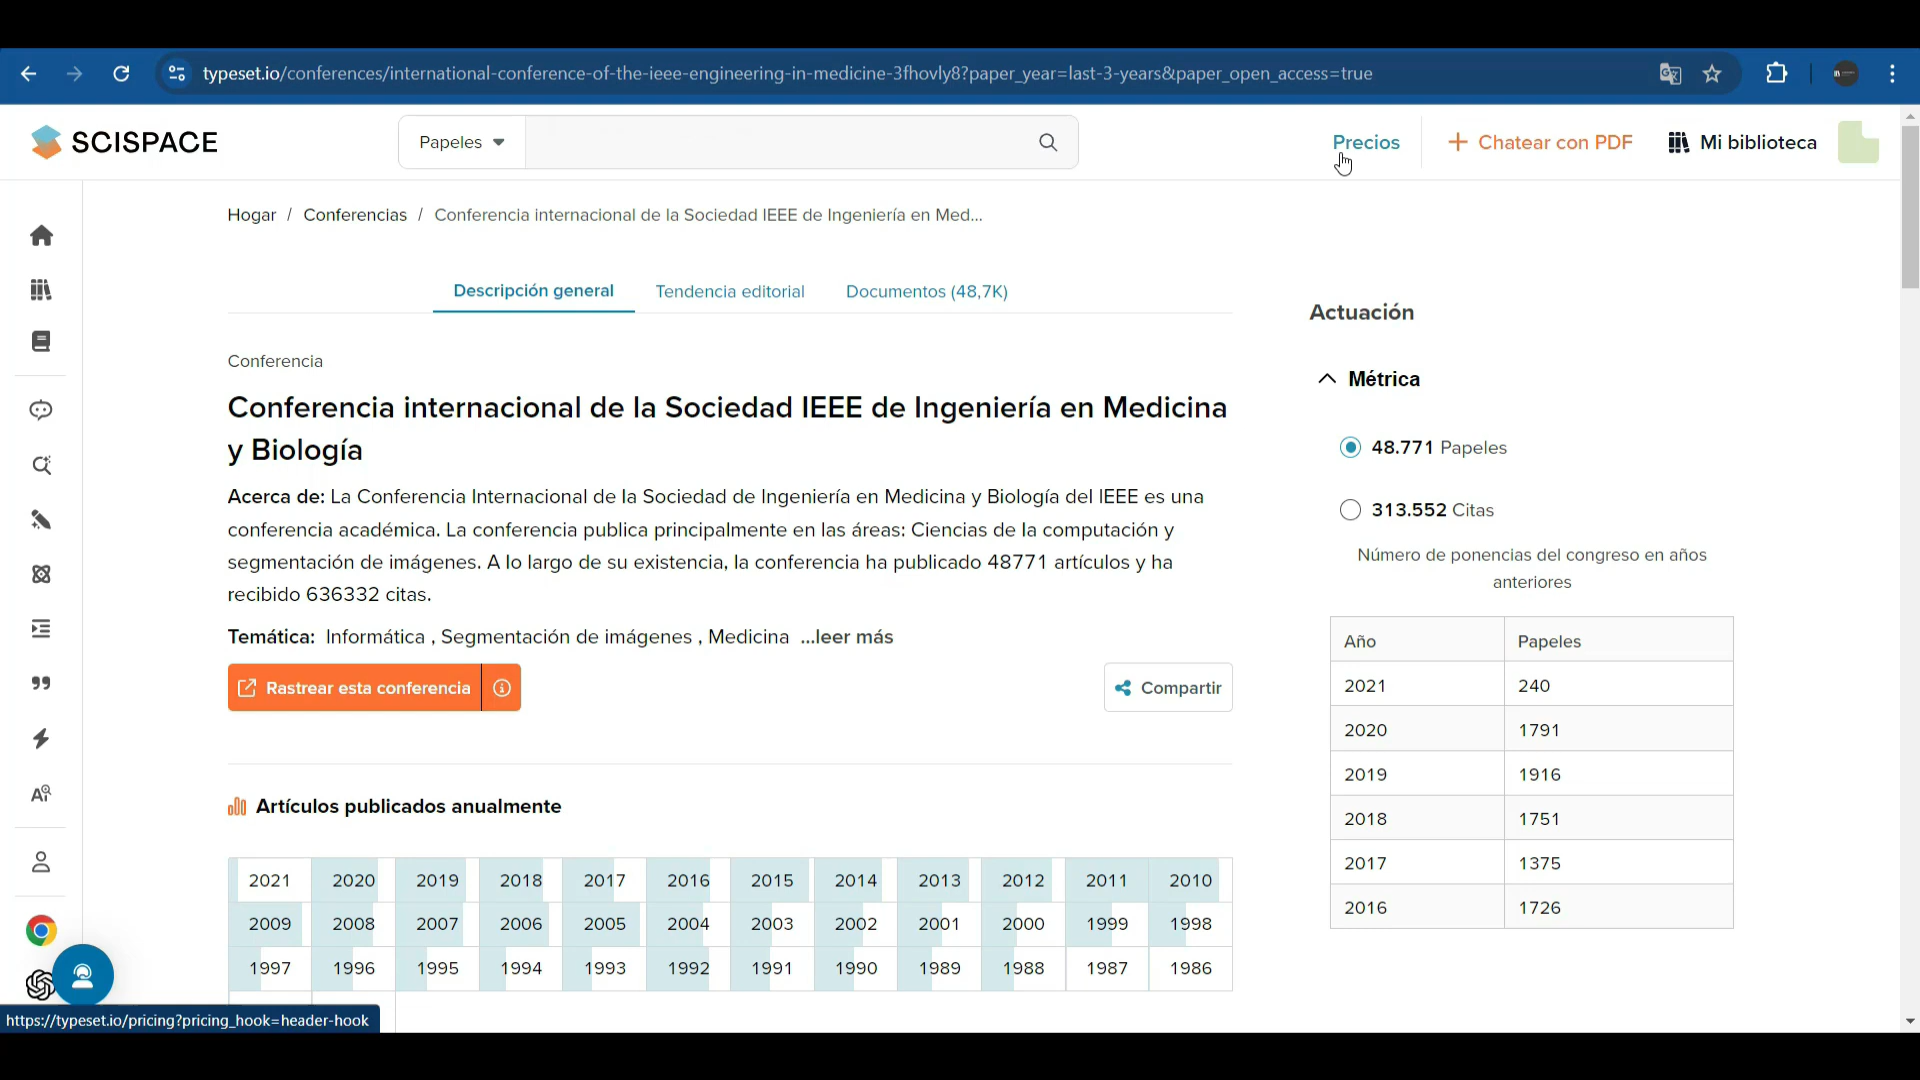 typeset.io/conferences/international-conference-of-the-ieee-engineering-in-medicine-3fhovly8?paper_year=last-3-years&paper_open_access=true
SCISPACE
Papeles
Precios
Chatear con PDF
Mi biblioteca
Hogar / Conferencias / Conferencia internacional de la Sociedad IEEE de Ingeniería en Med...
Descripción general
Tendencia editorial
Documentos (48,7K)
Conferencia
Conferencia internacional de la Sociedad IEEE de Ingeniería en Medicina
y Biología
Acerca de: La Conferencia Internacional de la Sociedad de Ingeniería en Medicina y Biología del IEEE es una
conferencia académica. La conferencia publica principalmente en las áreas: Ciencias de la computación y
segmentación de imágenes. A lo largo de su existencia, la conferencia ha publicado 48771 artículos y ha
recibido 636332 citas.
Temática: Informática , Segmentación de imágenes , Medicina ...leer más
Rastrear esta conferencia
Compartir
Artículos publicados anualmente
2021 2020 2019 2018 2017 2016 2015 2014 2013 2012 2011 2010
2009 2008 2007 2006 2005 2004 2003 2002 2001 2000 1999 1998
1997 1996 1995 1994 1993 1992 1991 1990 1989 1988 1987 1986
Actuación
Métrica
48.771 Papeles
313.552 Citas
Número de ponencias del congreso en años
anteriores
Año Papeles
2021 240
2020 1791
2019 1916
2018 1751
2017 1375
2016 1726
https://typeset.io/pricing?pricing_hook=header-hook